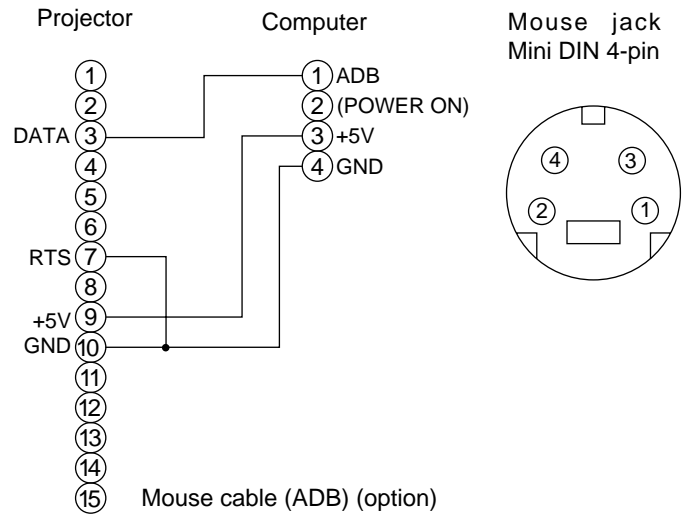 Projector
Computer
Mouse jack
Mini DIN 4-pin
1
2
DATA 3
4
5
6
RTS 7
8
+5V 9
GND 10
11
12
13
14
15
1 ADB
2 (POWER ON)
3 +5V
4 GND
4 3
2 1
Mouse cable (ADB) (option)